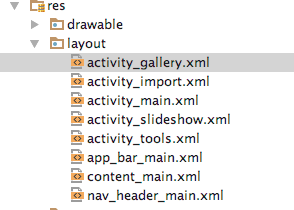 res
drawable
layout
activity_gallery.xml
activity_import.xml
activity_main.xml
activity_slideshow.xml
activity_tools.xml
app_bar_main.xml
content_main.xml
nav_header_main.xml